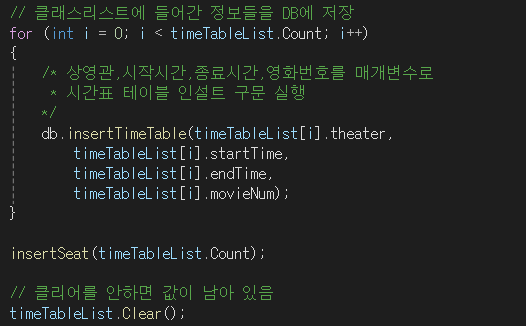 // 클래스리스트에 들어간 정보들을 DB에 저장
for (int i = 0; i < timeTableList.Count; i++)
{
/* 상영관,시작시간,종료시간,영화번호를 매개변수로
* 시간표 테이블 인설트 구문 실행
*/
db.insertTimeTable(timeTableList[i].theater,
timeTableList[i].startTime,
timeTableList[i].endTime,
timeTableList[i].movieNum);
}
insertSeat(timeTableList.Count);
// 클리어를 안하면 값이 남아 있음
timeTableList.Clear();